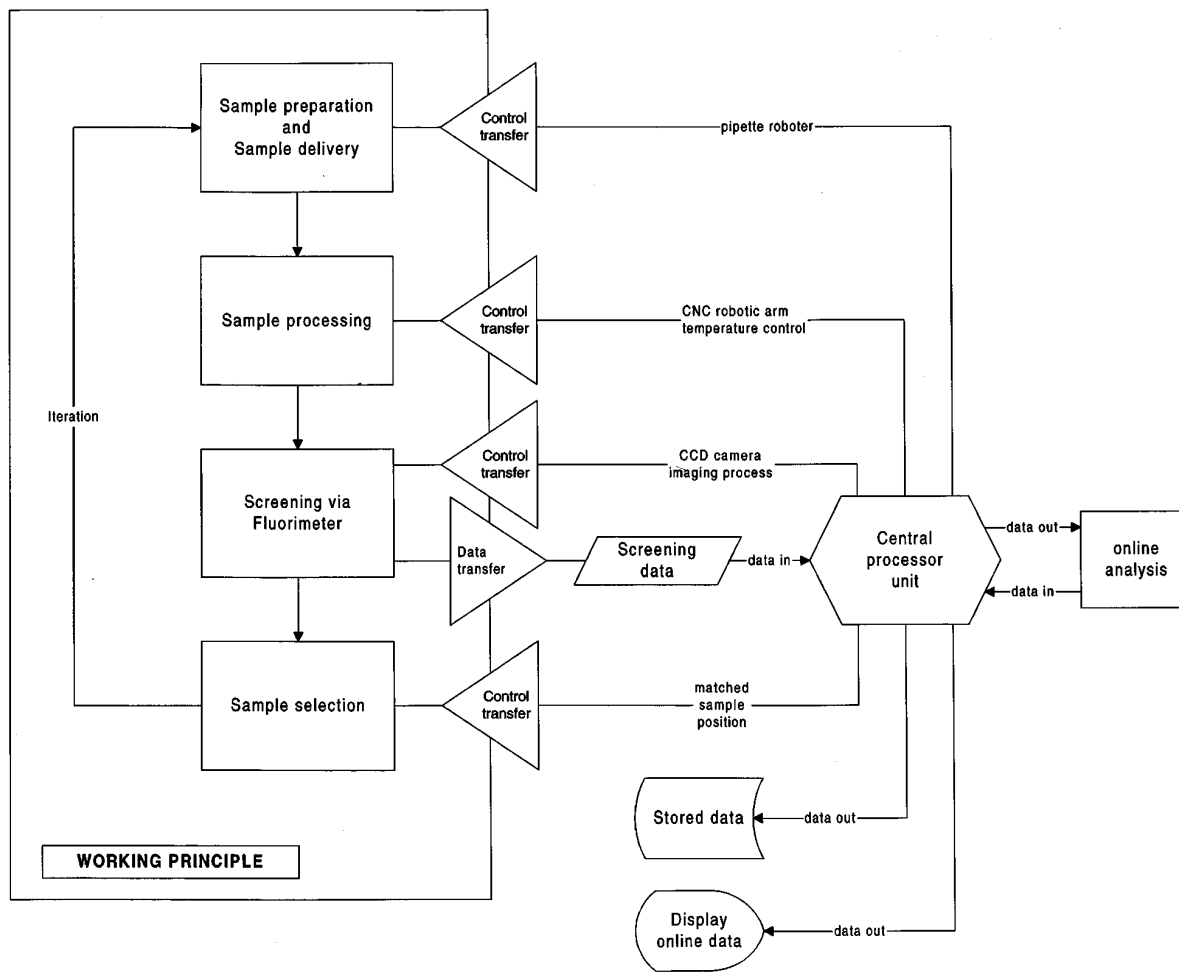 Sample preparation
and
Sample delivery
Control
transfer
pipette roboter
Sample processing
Control
transfer
CNC robotic arm
temperature control
Iteration
Screening via
Fluorimeter
Control
transfer
CCD camera
imaging process
Data
transfer
Screening
data
data in
Central
processor
unit
data out
data in
online
analysis
Sample selection
Control
transfer
matched
sample
position
Stored data
data out
WORKING PRINCIPLE
Display
online data
data out